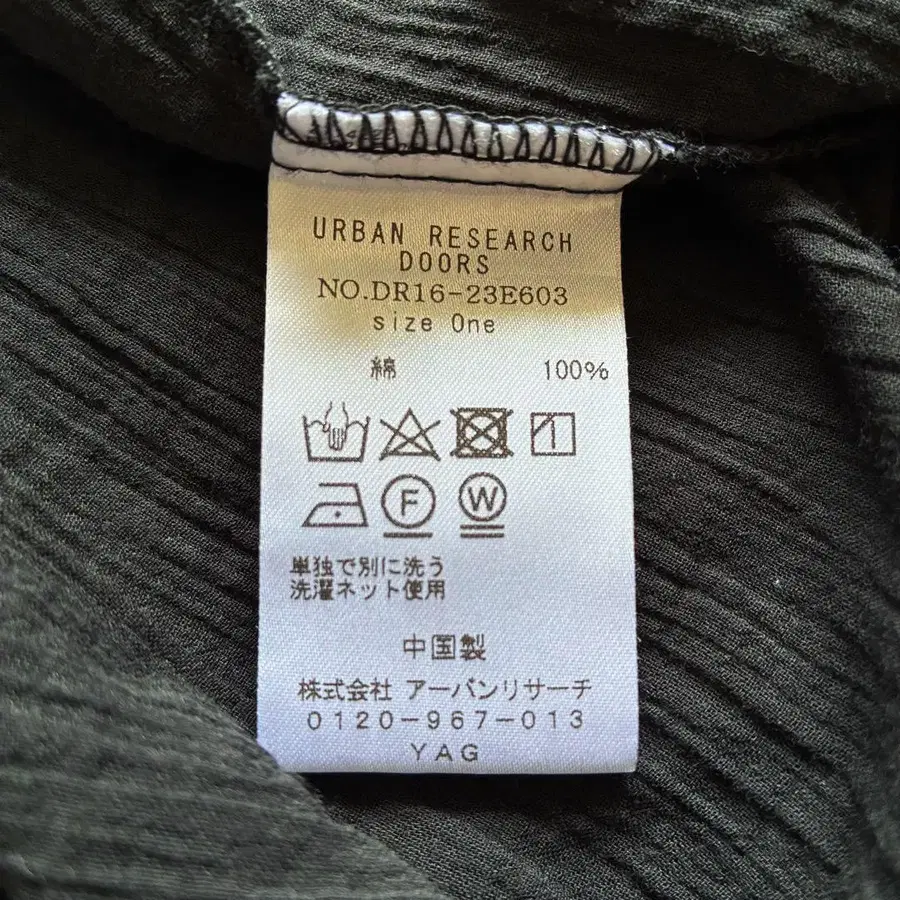 URBAN RESEARCH
DOORS
NO.DR16-23E603
size One
綿 100%
F W
単独で別に洗う
洗濯ネット使用
中国製
株式会社 アーバンリサーチ
0120-967-013
YAG